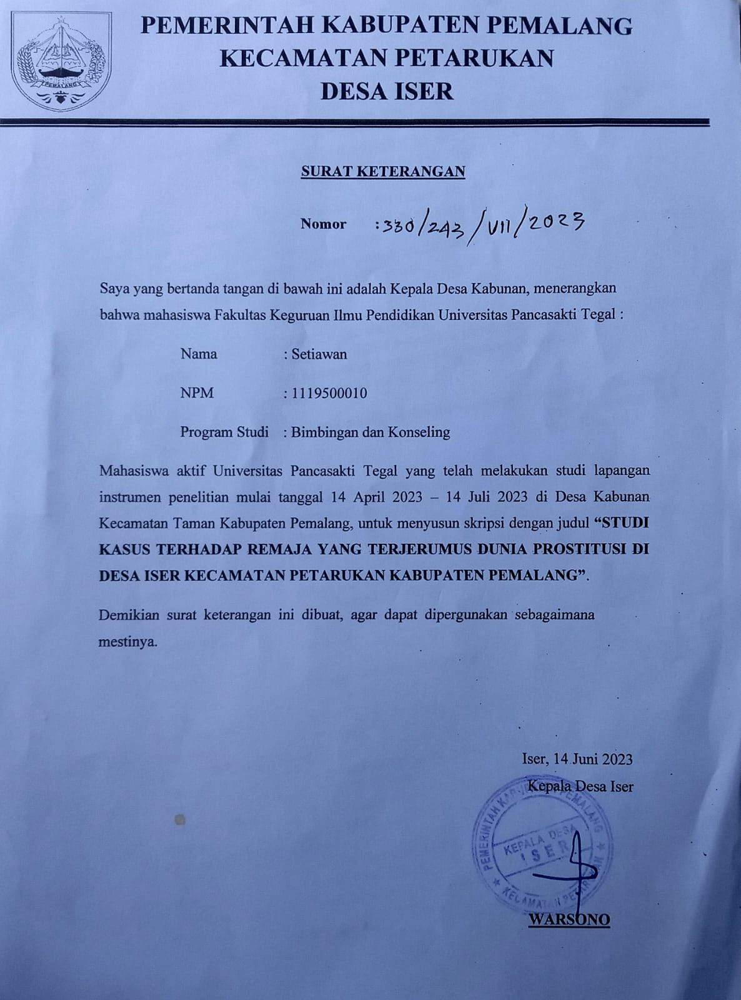 PEMALANG
PEMERINTAH KABUPATEN PEMALANG
KECAMATAN PETARUKAN
DESA ISER
SURAT KETERANGAN
Nomor : 330/243/VII/2023
Saya yang bertanda tangan di bawah ini adalah Kepala Desa Kabunan, menerangkan
bahwa mahasiswa Fakultas Keguruan Ilmu Pendidikan Universitas Pancasakti Tegal :
Nama : Setiawan
NPM : 1119500010
Program Studi : Bimbingan dan Konseling
Mahasiswa aktif Universitas Pancasakti Tegal yang telah melakukan studi lapangan
instrumen penelitian mulai tanggal 14 April 2023 – 14 Juli 2023 di Desa Kabunan
Kecamatan Taman Kabupaten Pemalang, untuk menyusun skripsi dengan judul “STUDI
KASUS TERHADAP REMAJA YANG TERJERUMUS DUNIA PROSTITUSI DI
DESA ISER KECAMATAN PETARUKAN KABUPATEN PEMALANG”.
Demikian surat keterangan ini dibuat, agar dapat dipergunakan sebagaimana
mestinya.
Iser, 14 Juni 2023
Kepala Desa Iser
PEMERINTAH KABUPATEN PEMALANG
KEPALA DESA
ISER
KECAMATAN PETARUKAN
WARSONO